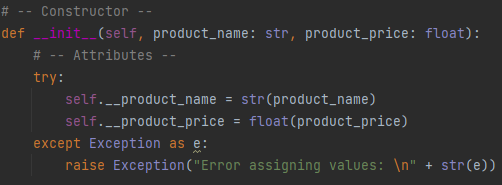 # -- Constructor --
def __init__(self, product_name: str, product_price: float):
    # -- Attributes --
    try:
        self.__product_name = str(product_name)
        self.__product_price = float(product_price)
    except Exception as e:
        raise Exception("Error assigning values: \n" + str(e))